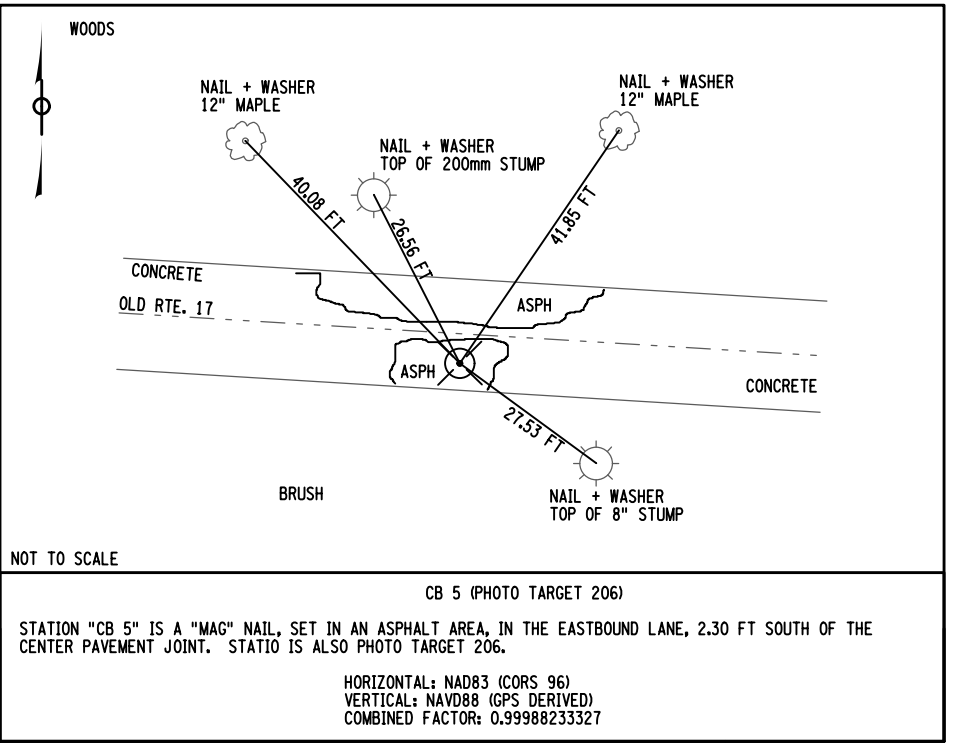 WOODS
NAIL + WASHER
12" MAPLE
NAIL + WASHER
12" MAPLE
NAIL + WASHER
TOP OF 200mm STUMP
40.08 FT
26.56 FT
41.85 FT
CONCRETE
OLD RTE. 17
ASPH
ASPH
CONCRETE
27.53 FT
BRUSH
NAIL + WASHER
TOP OF 8" STUMP
NOT TO SCALE
CB 5 (PHOTO TARGET 206)
STATION "CB 5" IS A "MAG" NAIL, SET IN AN ASPHALT AREA, IN THE EASTBOUND LANE, 2.30 FT SOUTH OF THE
CENTER PAVEMENT JOINT. STATIO IS ALSO PHOTO TARGET 206.
HORIZONTAL: NAD83 (CORS 96)
VERTICAL: NAVD88 (GPS DERIVED)
COMBINED FACTOR: 0.99988233327